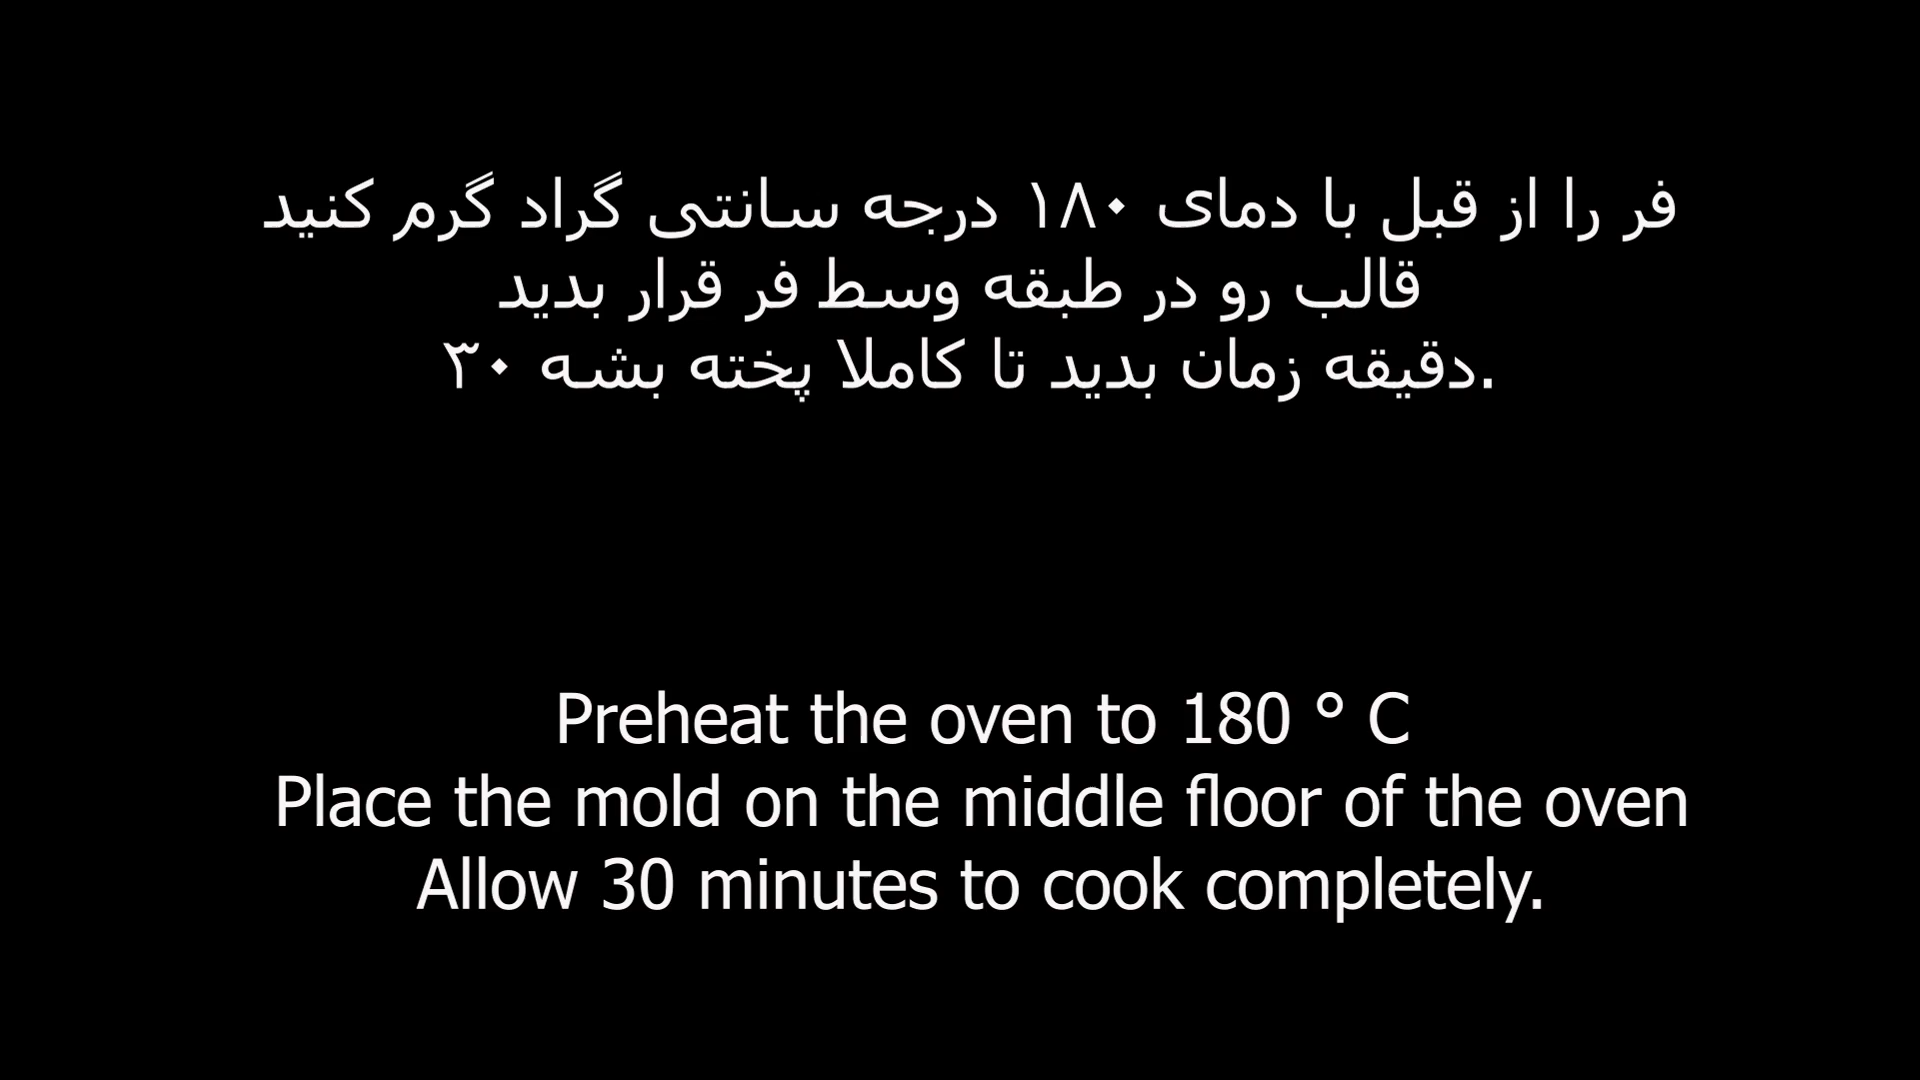 فر را از قبل با دمای ۱۸۰ درجه سانتی گراد گرم کنید
قالب رو در طبقه وسط فر قرار بدید
.دقیقه زمان بدید تا کاملا پخته بشه ۳۰
Preheat the oven to 180 ° C
Place the mold on the middle floor of the oven
Allow 30 minutes to cook completely.